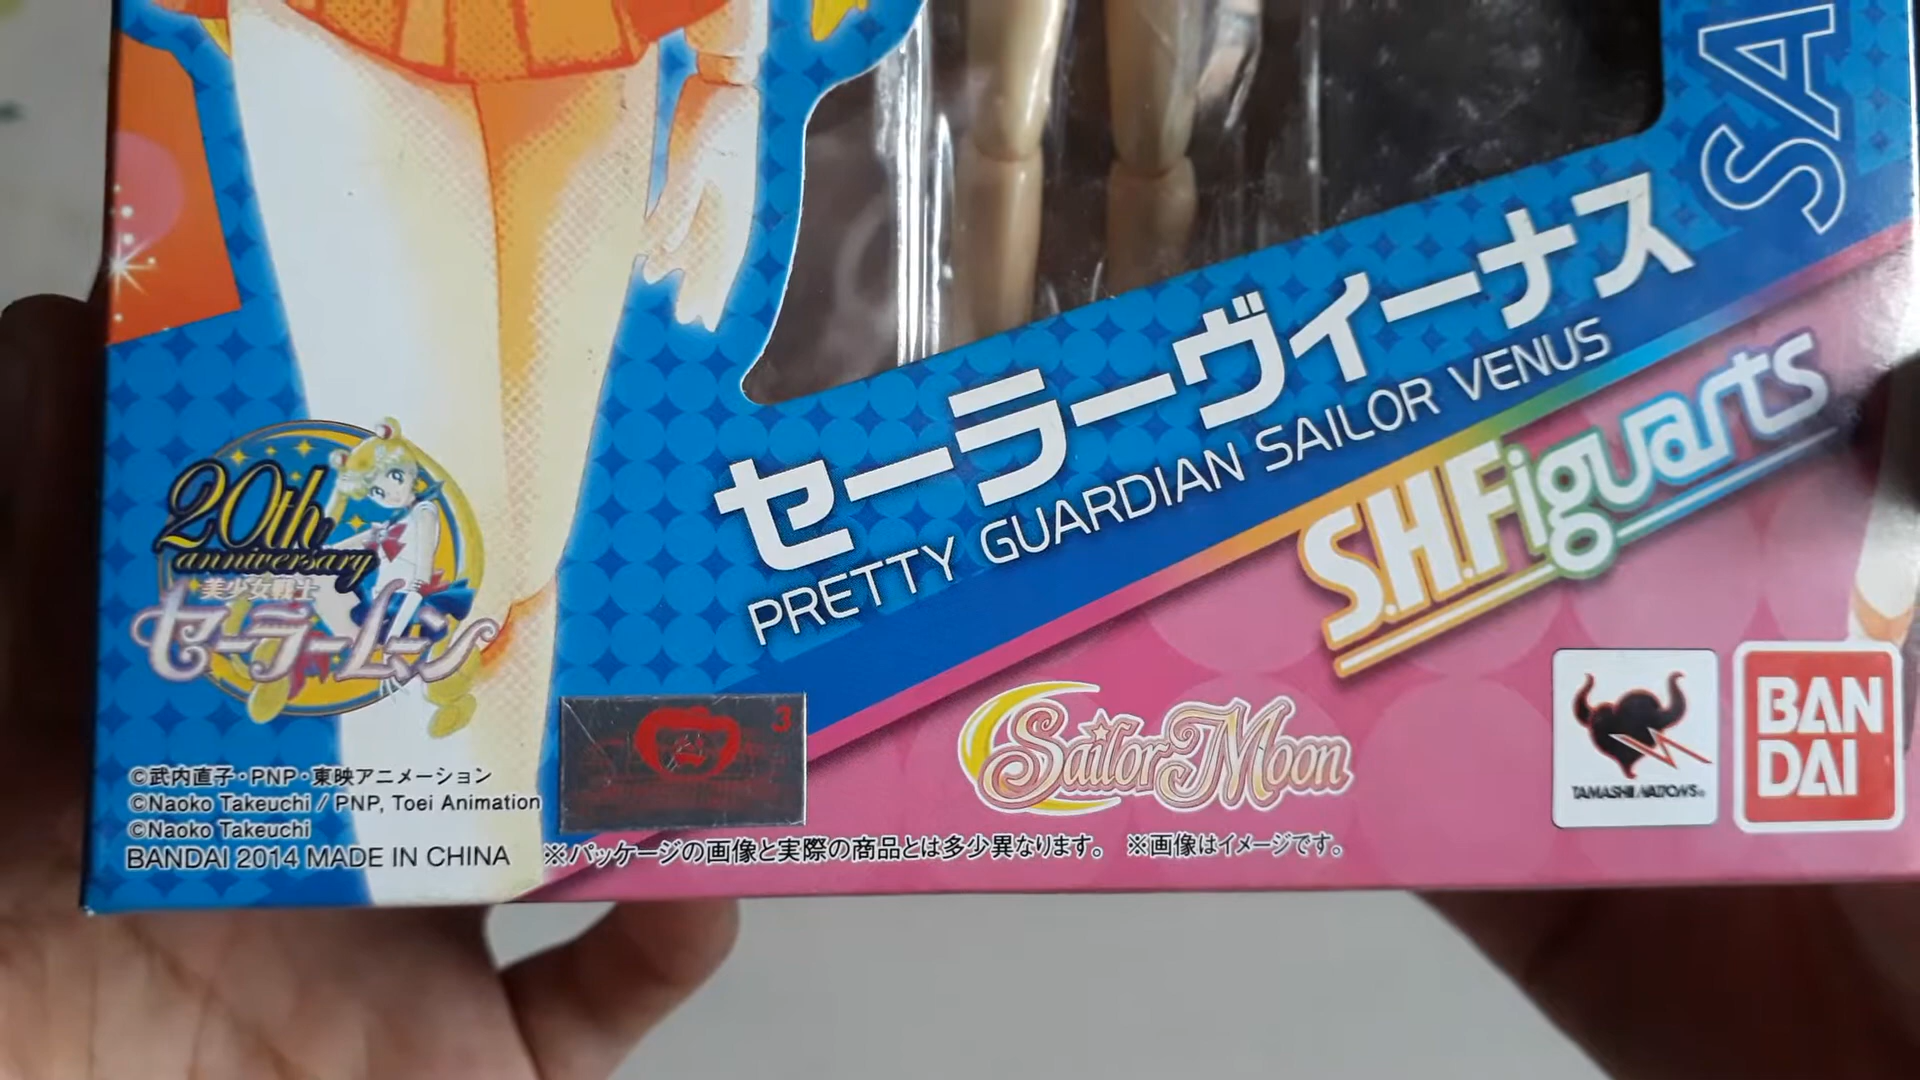 SA
セーラーヴィーナス
PRETTY GUARDIAN SAILOR VENUS
S.H.Figuarts
20th
anniversary
美少女戦士
セーラームーン
3
Sailor Moon
TAMASHII NATIONS
BAN
DAI
©武内直子・PNP・東映アニメーション
©Naoko Takeuchi / PNP, Toei Animation
©Naoko Takeuchi
BANDAI 2014 MADE IN CHINA
※パッケージの画像と実際の商品とは多少異なります。 ※画像はイメージです。